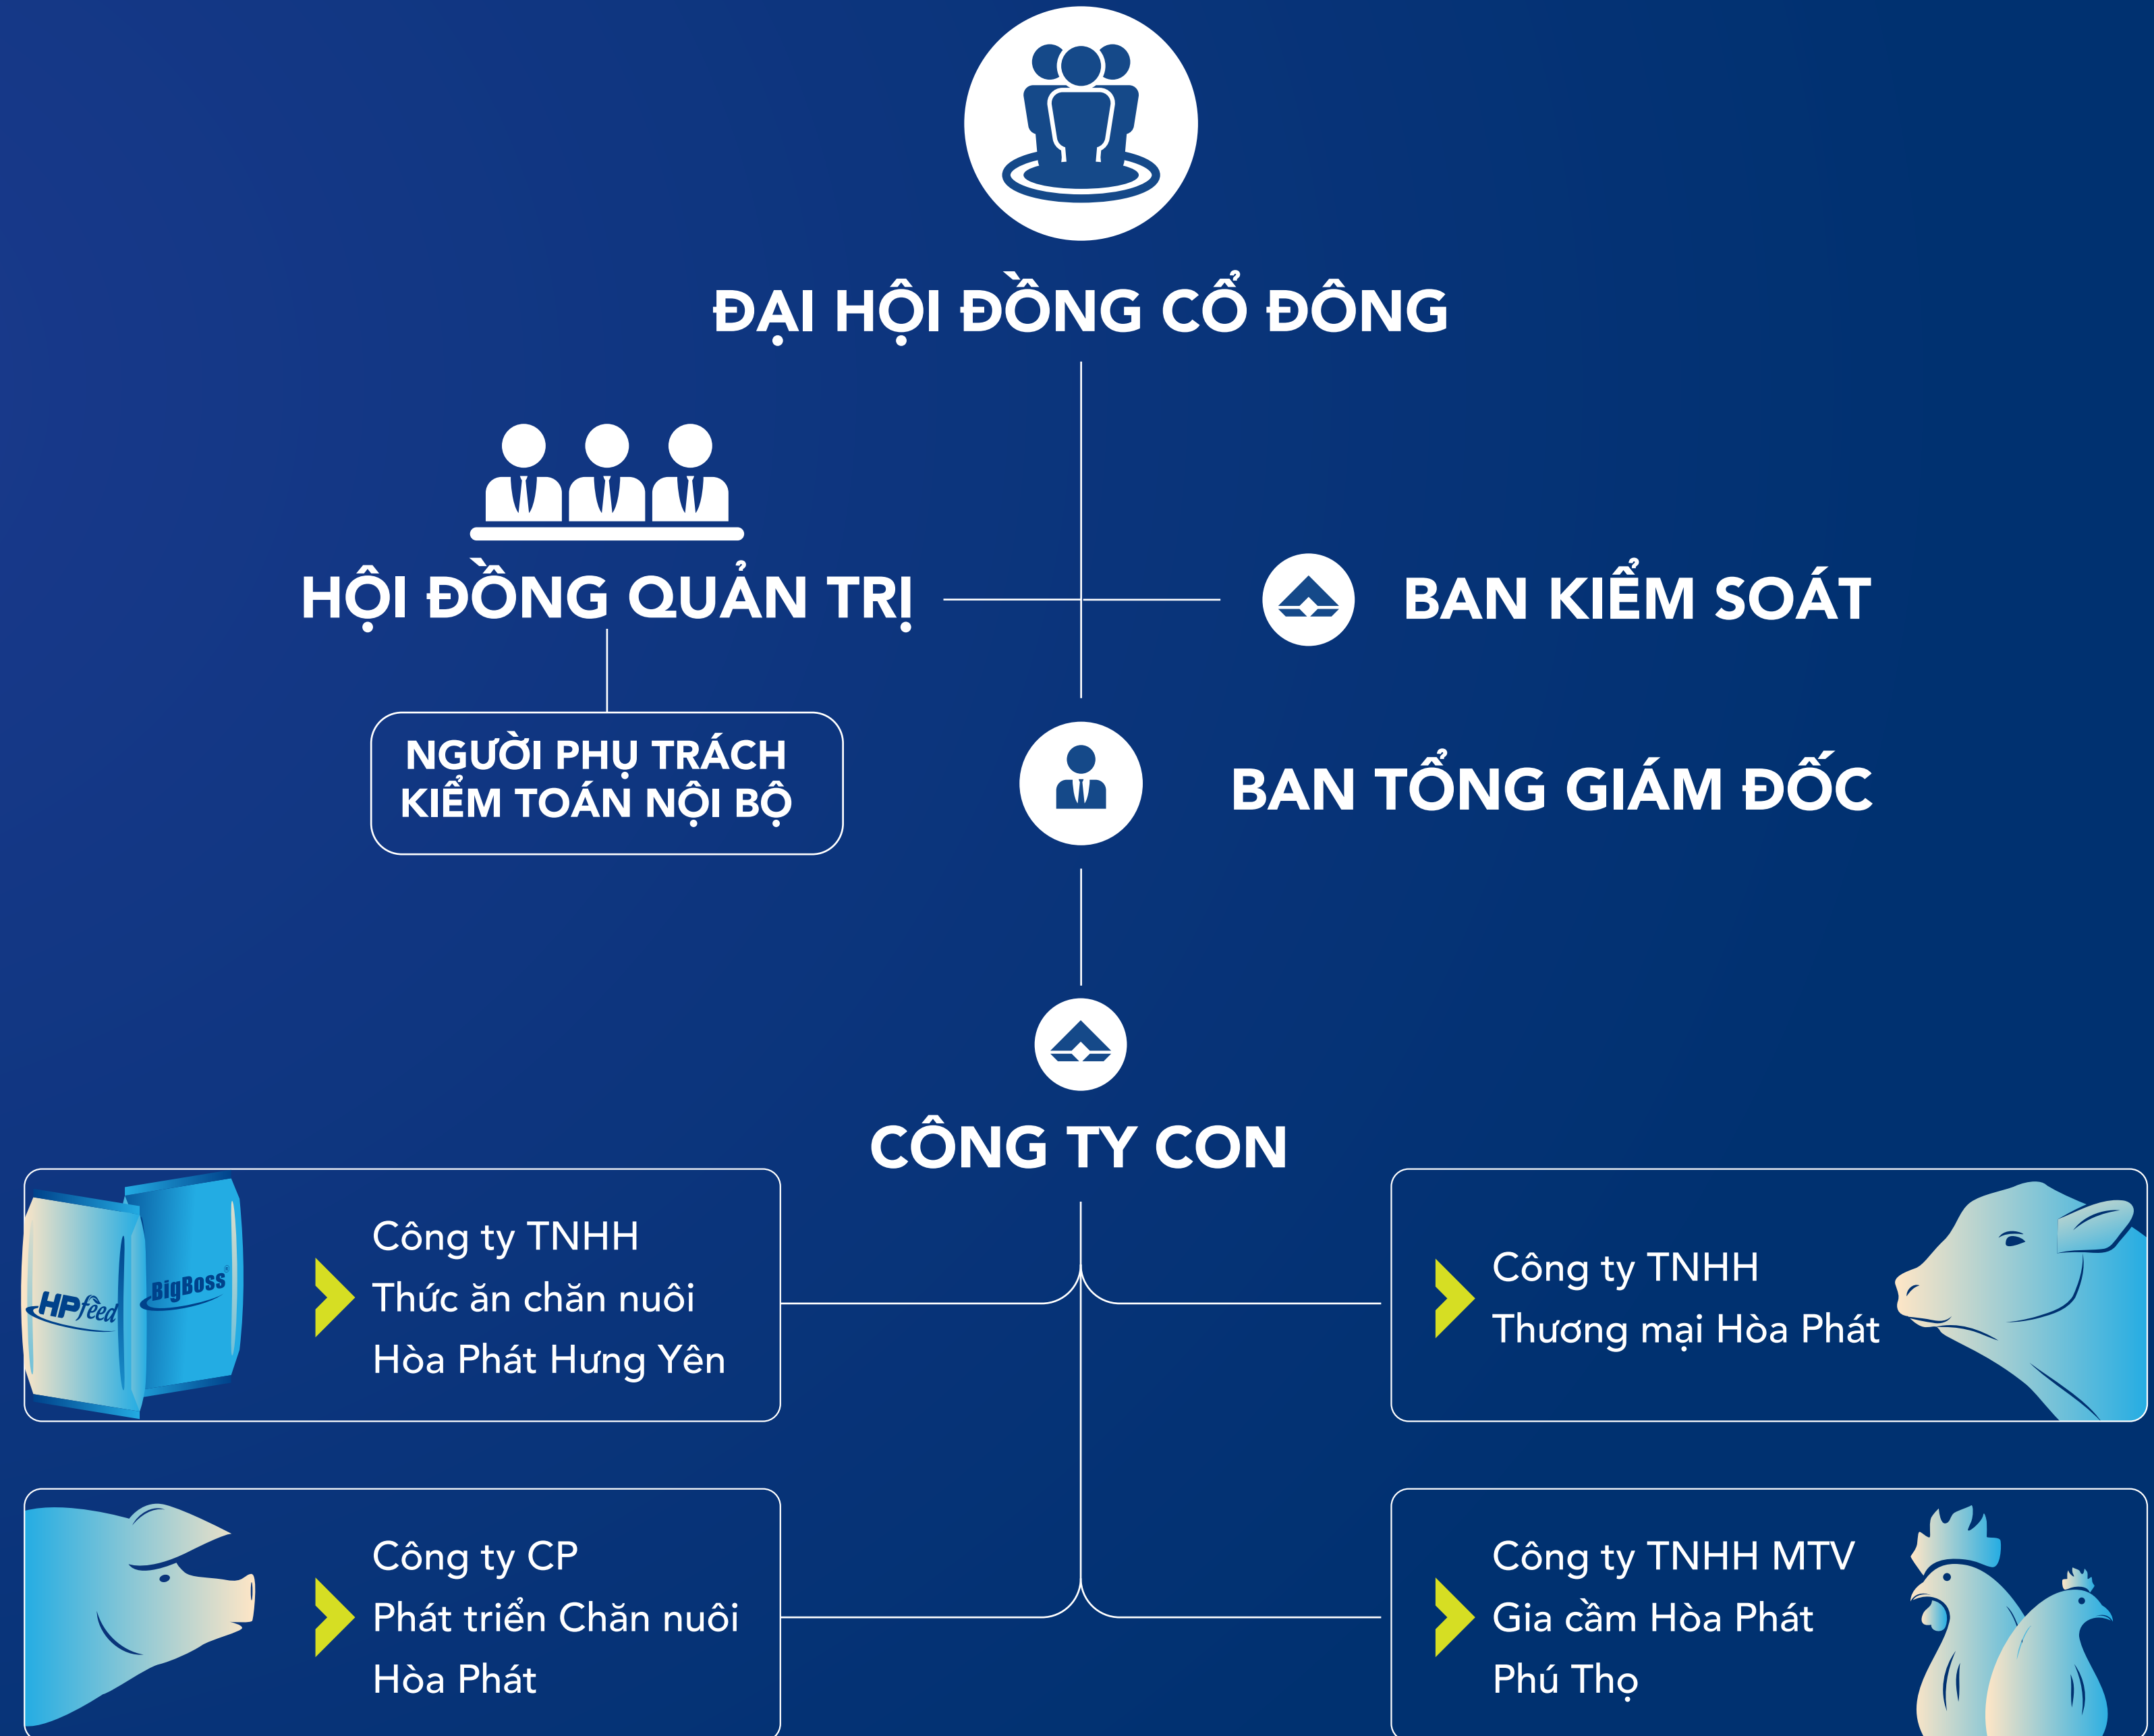 ĐẠI HỘI ĐỒNG CỔ ĐÔNG
HỘI ĐỒNG QUẢN TRỊ
BAN KIỂM SOÁT
NGƯỜI PHỤ TRÁCH
KIỂM TOÁN NỘI BỘ
BAN TỔNG GIÁM ĐỐC
CÔNG TY CON
HPfeed
BigBoss®
Công ty TNHH
Thức ăn chăn nuôi
Hòa Phát Hưng Yên
Công ty TNHH
Thương mại Hòa Phát
Công ty CP
Phát triển Chăn nuôi
Hòa Phát
Công ty TNHH MTV
Gia cầm Hòa Phát
Phú Thọ